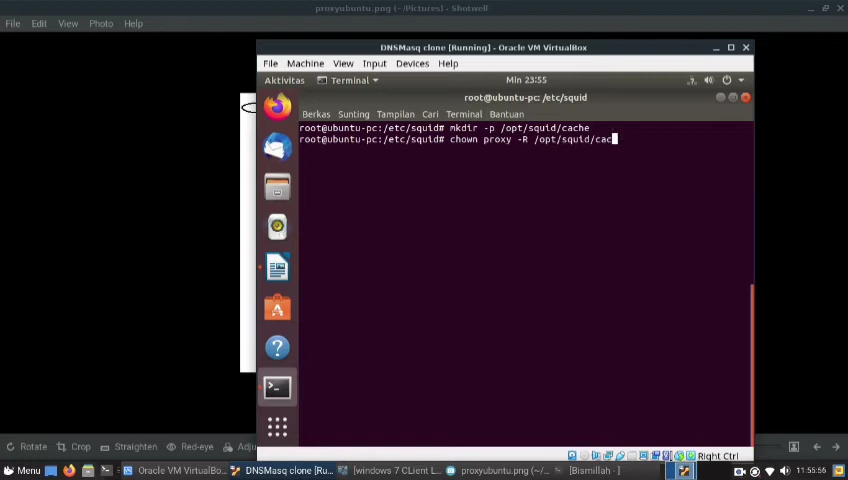 proxyubuntu.png (~/Pictures) - Shotwell
File Edit View Photo Help
DNSMasq clone [Running] - Oracle VM VirtualBox
File Machine View Input Devices Help
Aktivitas Terminal Min 23:55
root@ubuntu-pc: /etc/squid
Berkas Sunting Tampilan Cari Terminal Bantuan
root@ubuntu-pc:/etc/squid# mkdir -p /opt/squid/cache
root@ubuntu-pc:/etc/squid# chown proxy -R /opt/squid/cac
Right Ctrl
Rotate Crop Straighten Red-eye Adju
Menu Oracle VM VirtualBo... DNSMasq clone [Ru... [windows 7 CLient L... proxyubuntu.png (~/... [Bismillah - ] 11:55:56